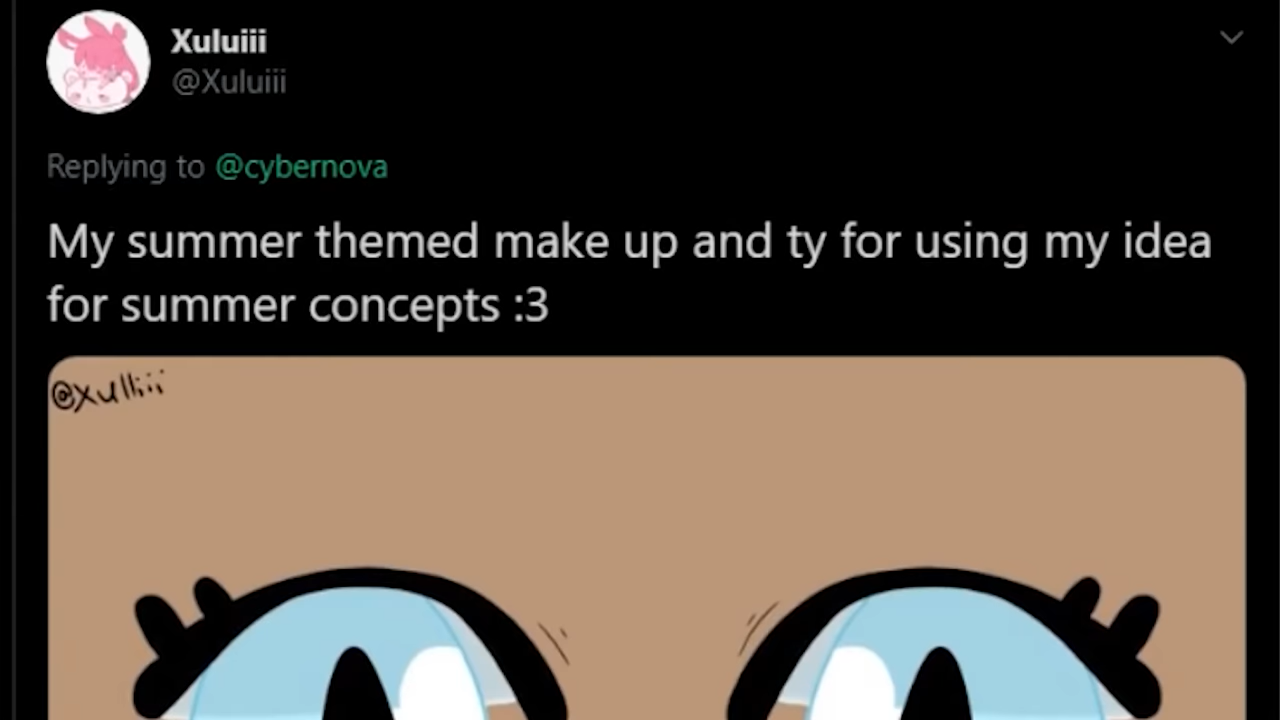 Xuluiii
@Xuluiii
Replying to @cybernova
My summer themed make up and ty for using my idea
for summer concepts :3
@xulliii